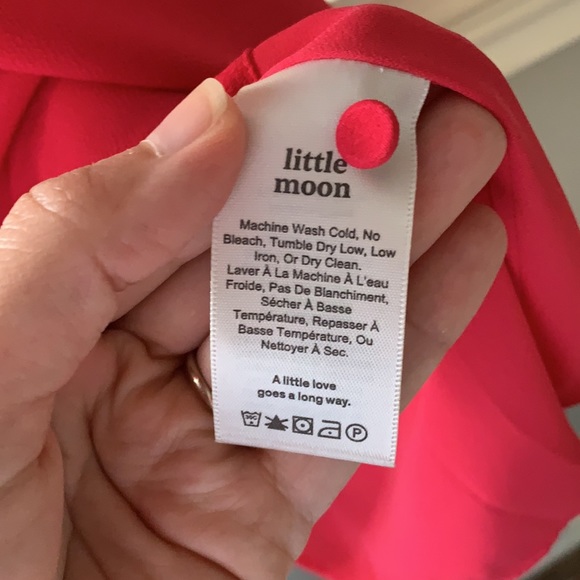 little
moon
Machine Wash Cold, No
Bleach, Tumble Dry Low, Low
Iron, Or Dry Clean.
Laver À La Machine À L'eau
Froide, Pas De Blanchiment,
Sécher À Basse
Température, Repasser À
Basse Température, Ou
Nettoyer À Sec.
A little love
goes a long way.
30C P